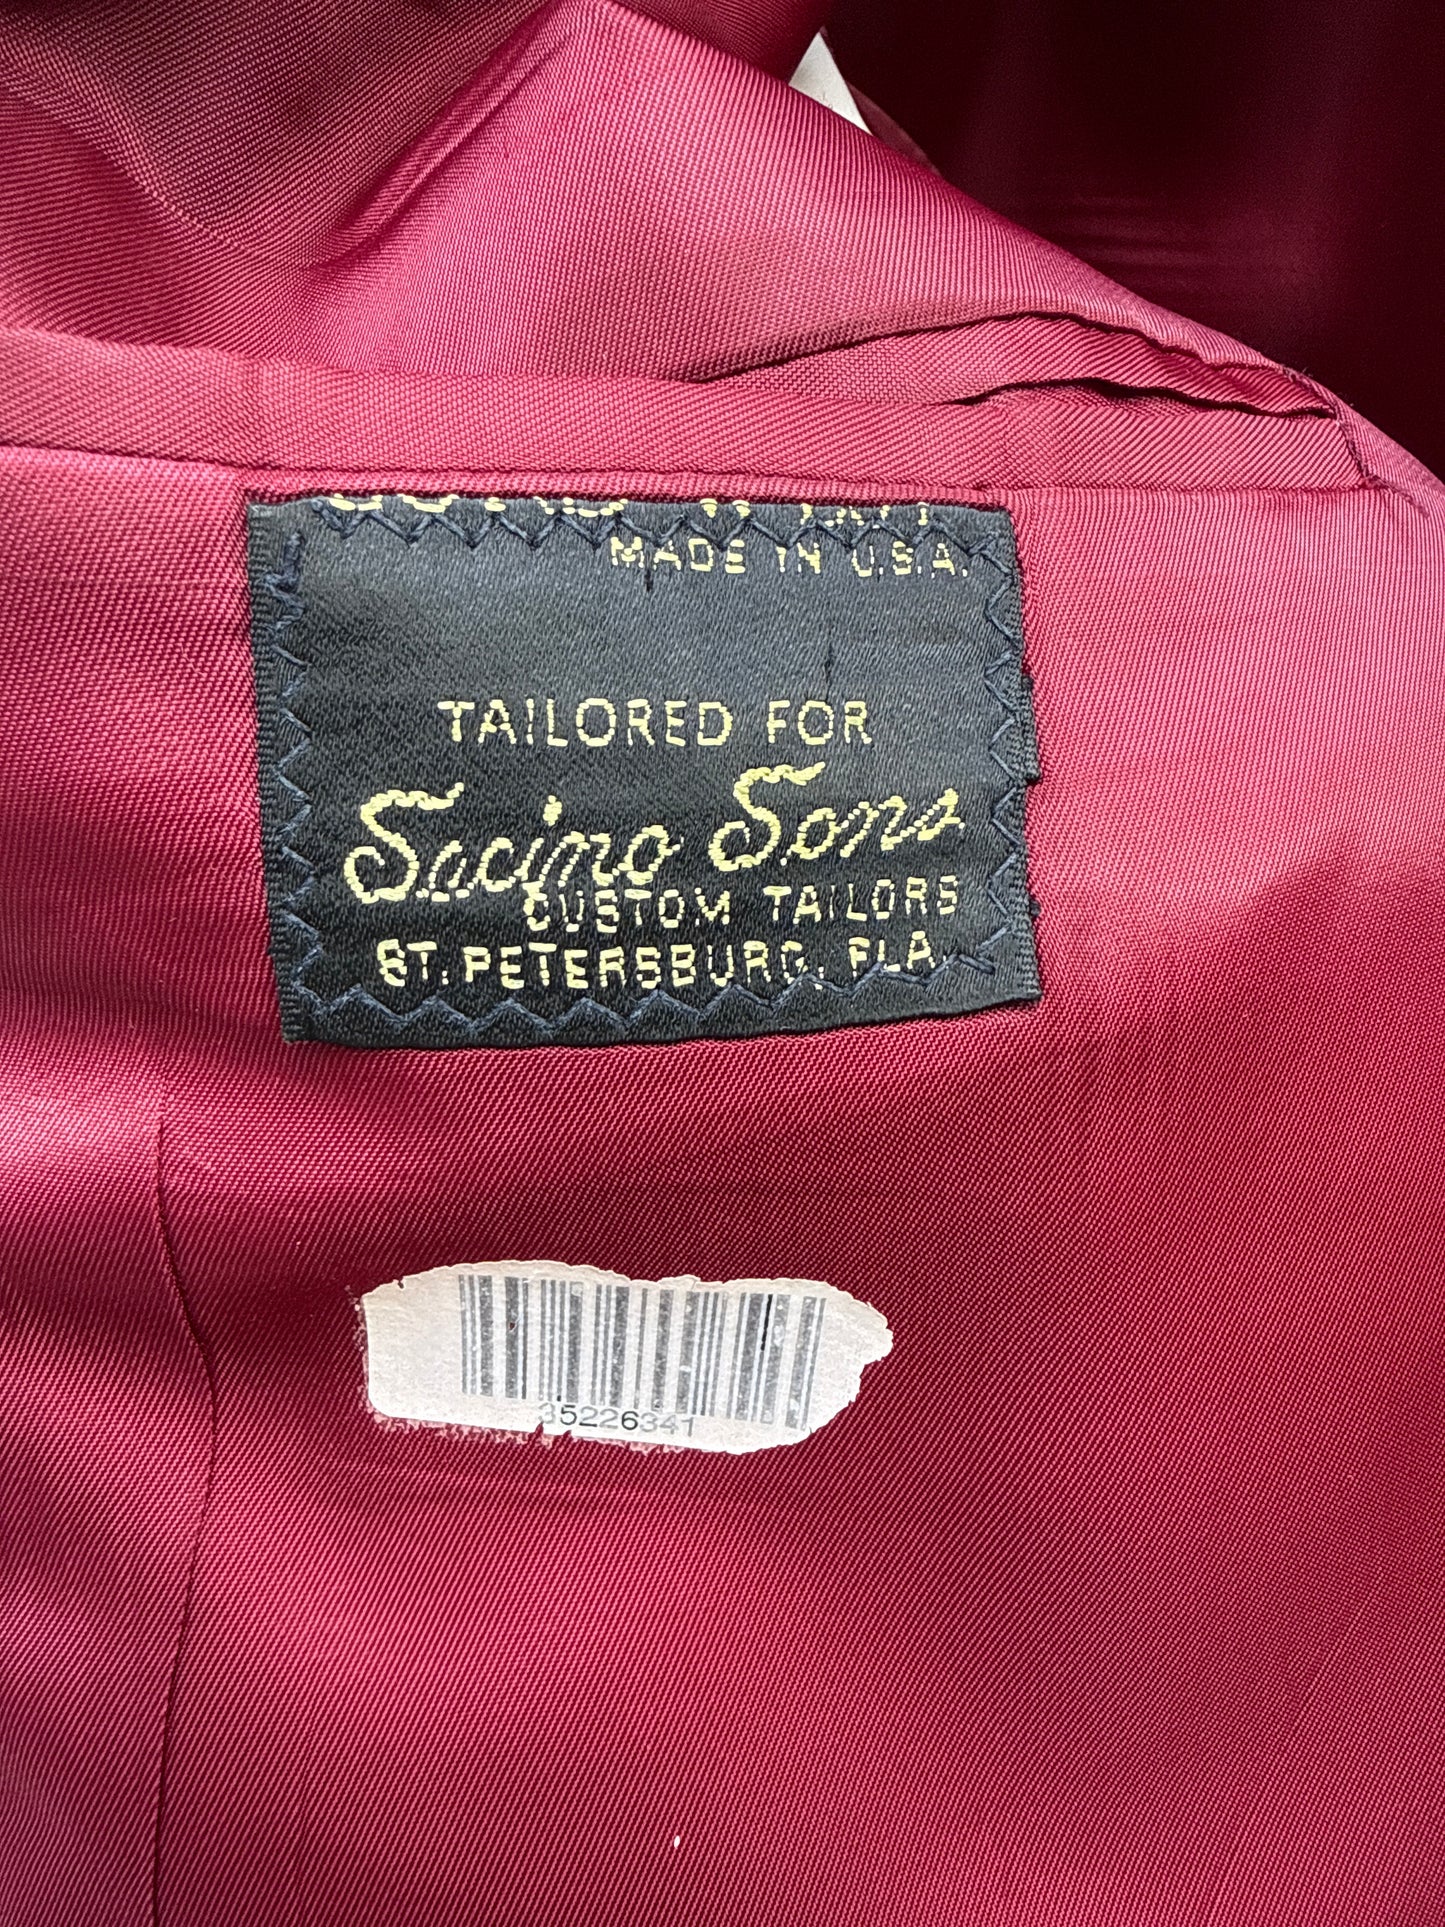 MADE IN U.S.A.
TAILORED FOR
Sacino Sons
CUSTOM TAILORS
ST. PETERSBURG, FLA.
35226341